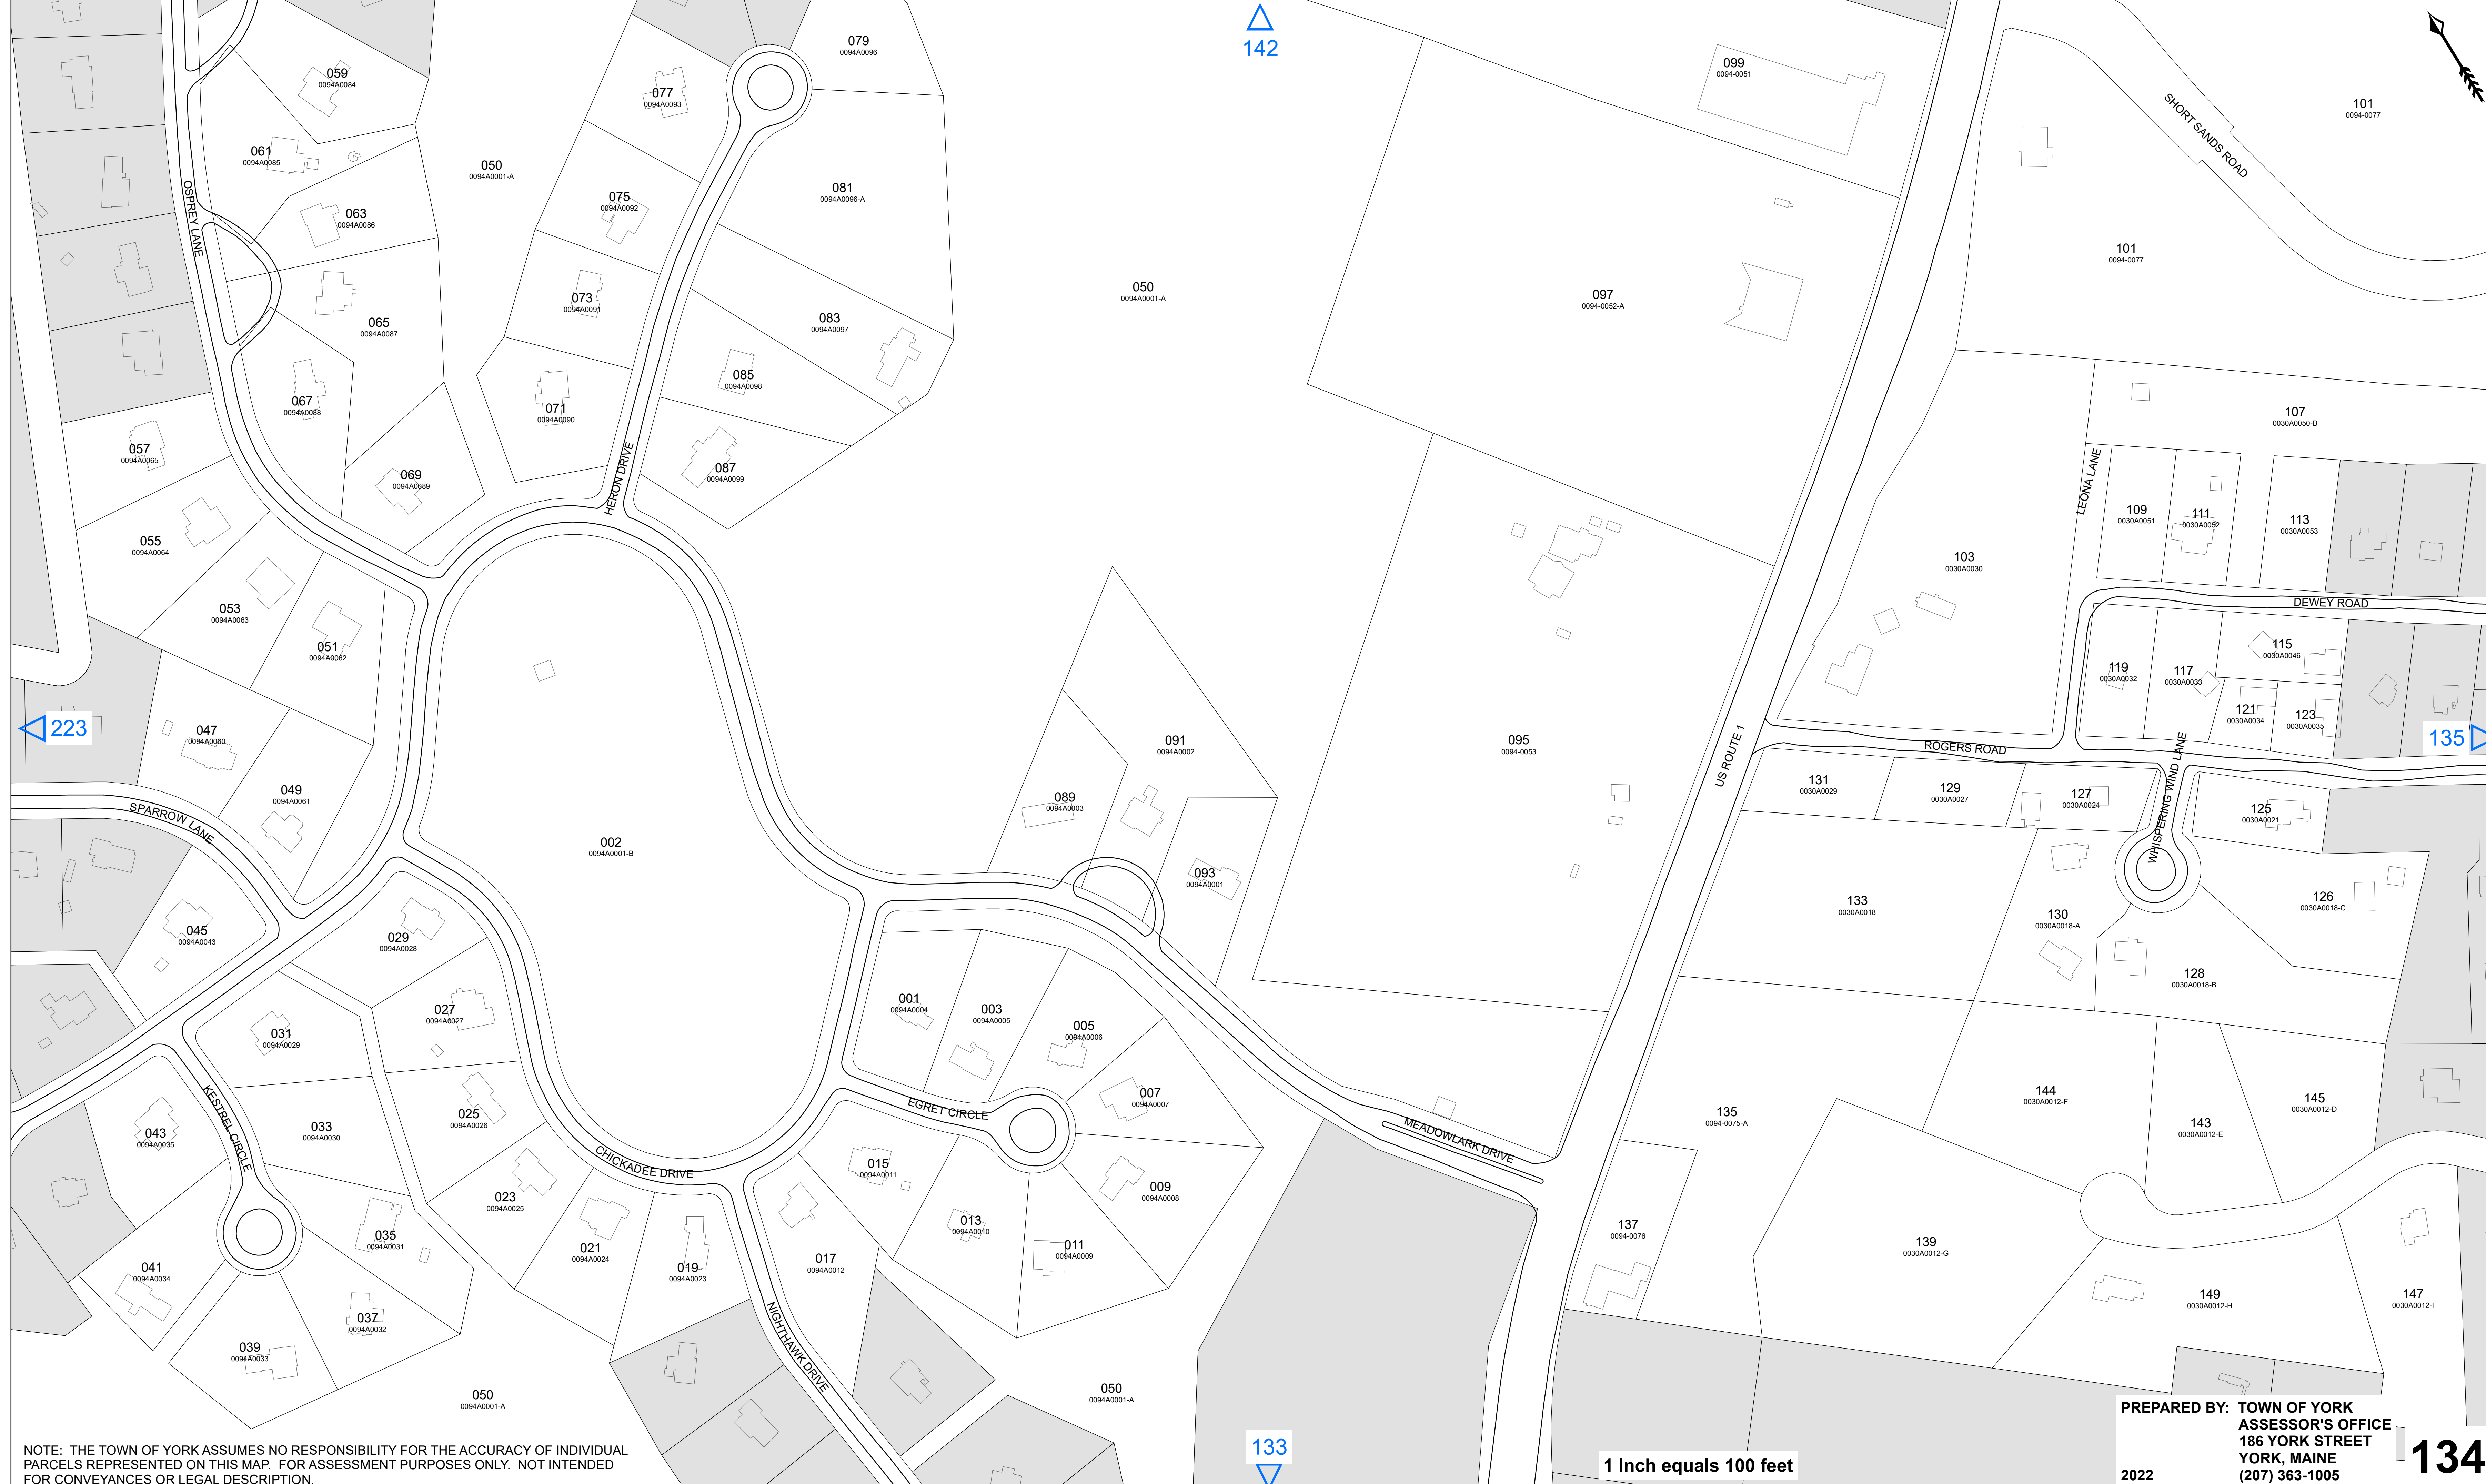 142
079
0094A0096
099
0094-0051
059
0094A0084
077
0094A0093
101
0094-0077
SHORT SANDS ROAD
061
0094A0085
050
0094A0001-A
081
0094A0096-A
075
0094A0092
063
0094A0086
OSPREY LANE
101
0094-0077
050
0094A0001-A
097
0094-0052-A
073
0094A0091
083
0094A0097
065
0094A0087
085
0094A0098
067
0094A0088
071
0094A0090
107
0030A0050-B
057
0094A0065
069
0094A0089
087
0094A0099
HERON DRIVE
LEONA LANE
109
0030A0051
111
0030A0052
113
0030A0053
055
0094A0064
103
0030A0030
053
0094A0063
DEWEY ROAD
051
0094A0062
115
0030A0046
119
0030A0032
117
0030A0033
121
0030A0034
123
0030A0035
223
047
0094A0060
091
0094A0002
095
0094-0053
US ROUTE 1
ROGERS ROAD
135
049
0094A0061
089
0094A0003
131
0030A0029
129
0030A0027
127
0030A0024
WHISPERING WIND LANE
125
0030A0021
SPARROW LANE
002
0094A0001-B
093
0094A0001
133
0030A0018
126
0030A0018-C
130
0030A0018-A
045
0094A0043
029
0094A0028
128
0030A0018-B
001
0094A0004
003
0094A0005
005
0094A0006
027
0094A0027
031
0094A0029
007
0094A0007
144
0030A0012-F
145
0030A0012-D
135
0094-0075-A
143
0030A0012-E
EGRET CIRCLE
025
0094A0026
033
0094A0030
043
0094A0035
KESTREL CIRCLE
MEADOWLARK DRIVE
CHICKADEE DRIVE
015
0094A0011
009
0094A0008
023
0094A0025
013
0094A0010
137
0094-0076
035
0094A0031
021
0094A0024
011
0094A0009
139
0030A0012-G
017
0094A0012
019
0094A0023
041
0094A0034
149
0030A0012-H
147
0030A0012-I
037
0094A0032
039
0094A0033
NIGHTHAWK DRIVE
050
0094A0001-A
050
0094A0001-A
133
NOTE: THE TOWN OF YORK ASSUMES NO RESPONSIBILITY FOR THE ACCURACY OF INDIVIDUAL
PARCELS REPRESENTED ON THIS MAP. FOR ASSESSMENT PURPOSES ONLY. NOT INTENDED
FOR CONVEYANCES OR LEGAL DESCRIPTION.
1 Inch equals 100 feet
PREPARED BY: TOWN OF YORK
ASSESSOR'S OFFICE
186 YORK STREET
YORK, MAINE
2022 (207) 363-1005
134